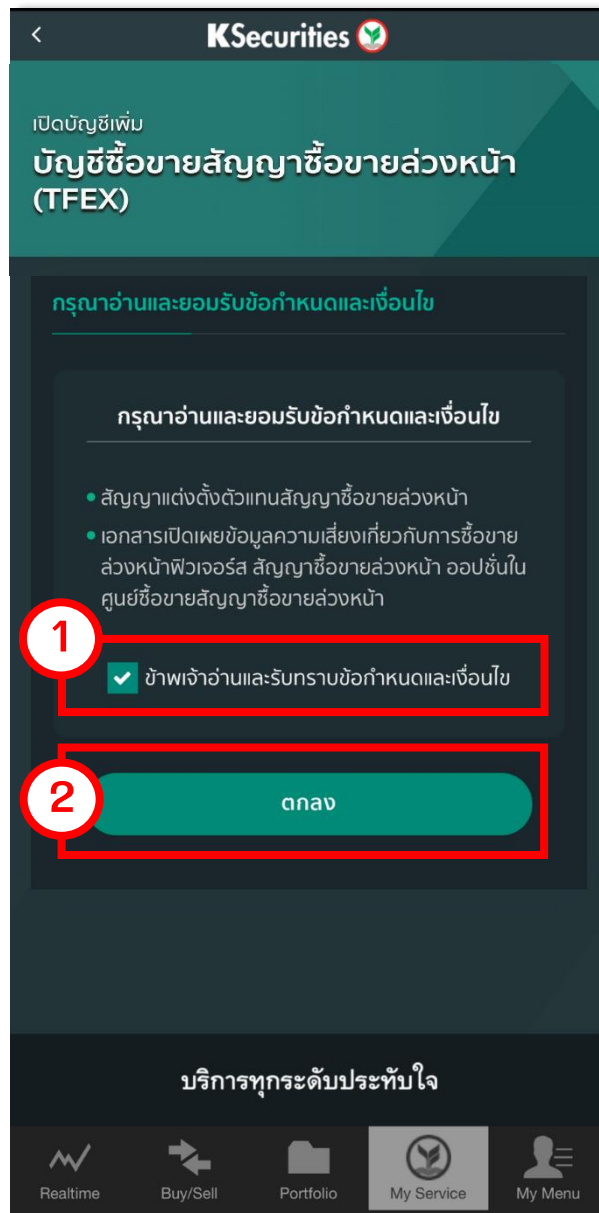 KSecurities
เปิดบัญชีเพิ่ม
บัญชีซื้อขายสัญญาซื้อขายล่วงหน้า
(TFEX)
กรุณาอ่านและยอมรับข้อกำหนดและเงื่อนไข
กรุณาอ่านและยอมรับข้อกำหนดและเงื่อนไข
สัญญาแต่งตั้งตัวแทนสัญญาซื้อขายล่วงหน้า
เอกสารเปิดเผยข้อมูลความเสี่ยงเกี่ยวกับการซื้อขาย
ล่วงหน้าฟิวเจอร์ส สัญญาซื้อขายล่วงหน้า ออปชั่นใน
ศูนย์ซื้อขายสัญญาซื้อขายล่วงหน้า
1
ข้าพเจ้าอ่านและรับทราบข้อกำหนดและเงื่อนไข
2
ตกลง
บริการทุกระดับประทับใจ
Realtime Buy/Sell Portfolio My Service My Menu